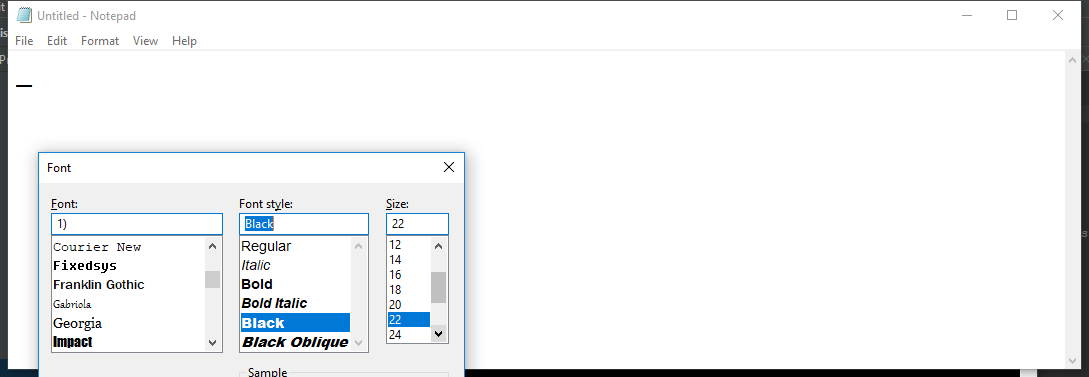 Untitled - Notepad
File Edit Format View Help
—
Font
Font: Font style: Size:
1) Black 22
Courier New
Fixedsys
Franklin Gothic
Gabriola
Georgia
Impact
Regular
Italic
Bold
Bold Italic
Black
Black Oblique
12
14
16
18
20
22
24
Sample